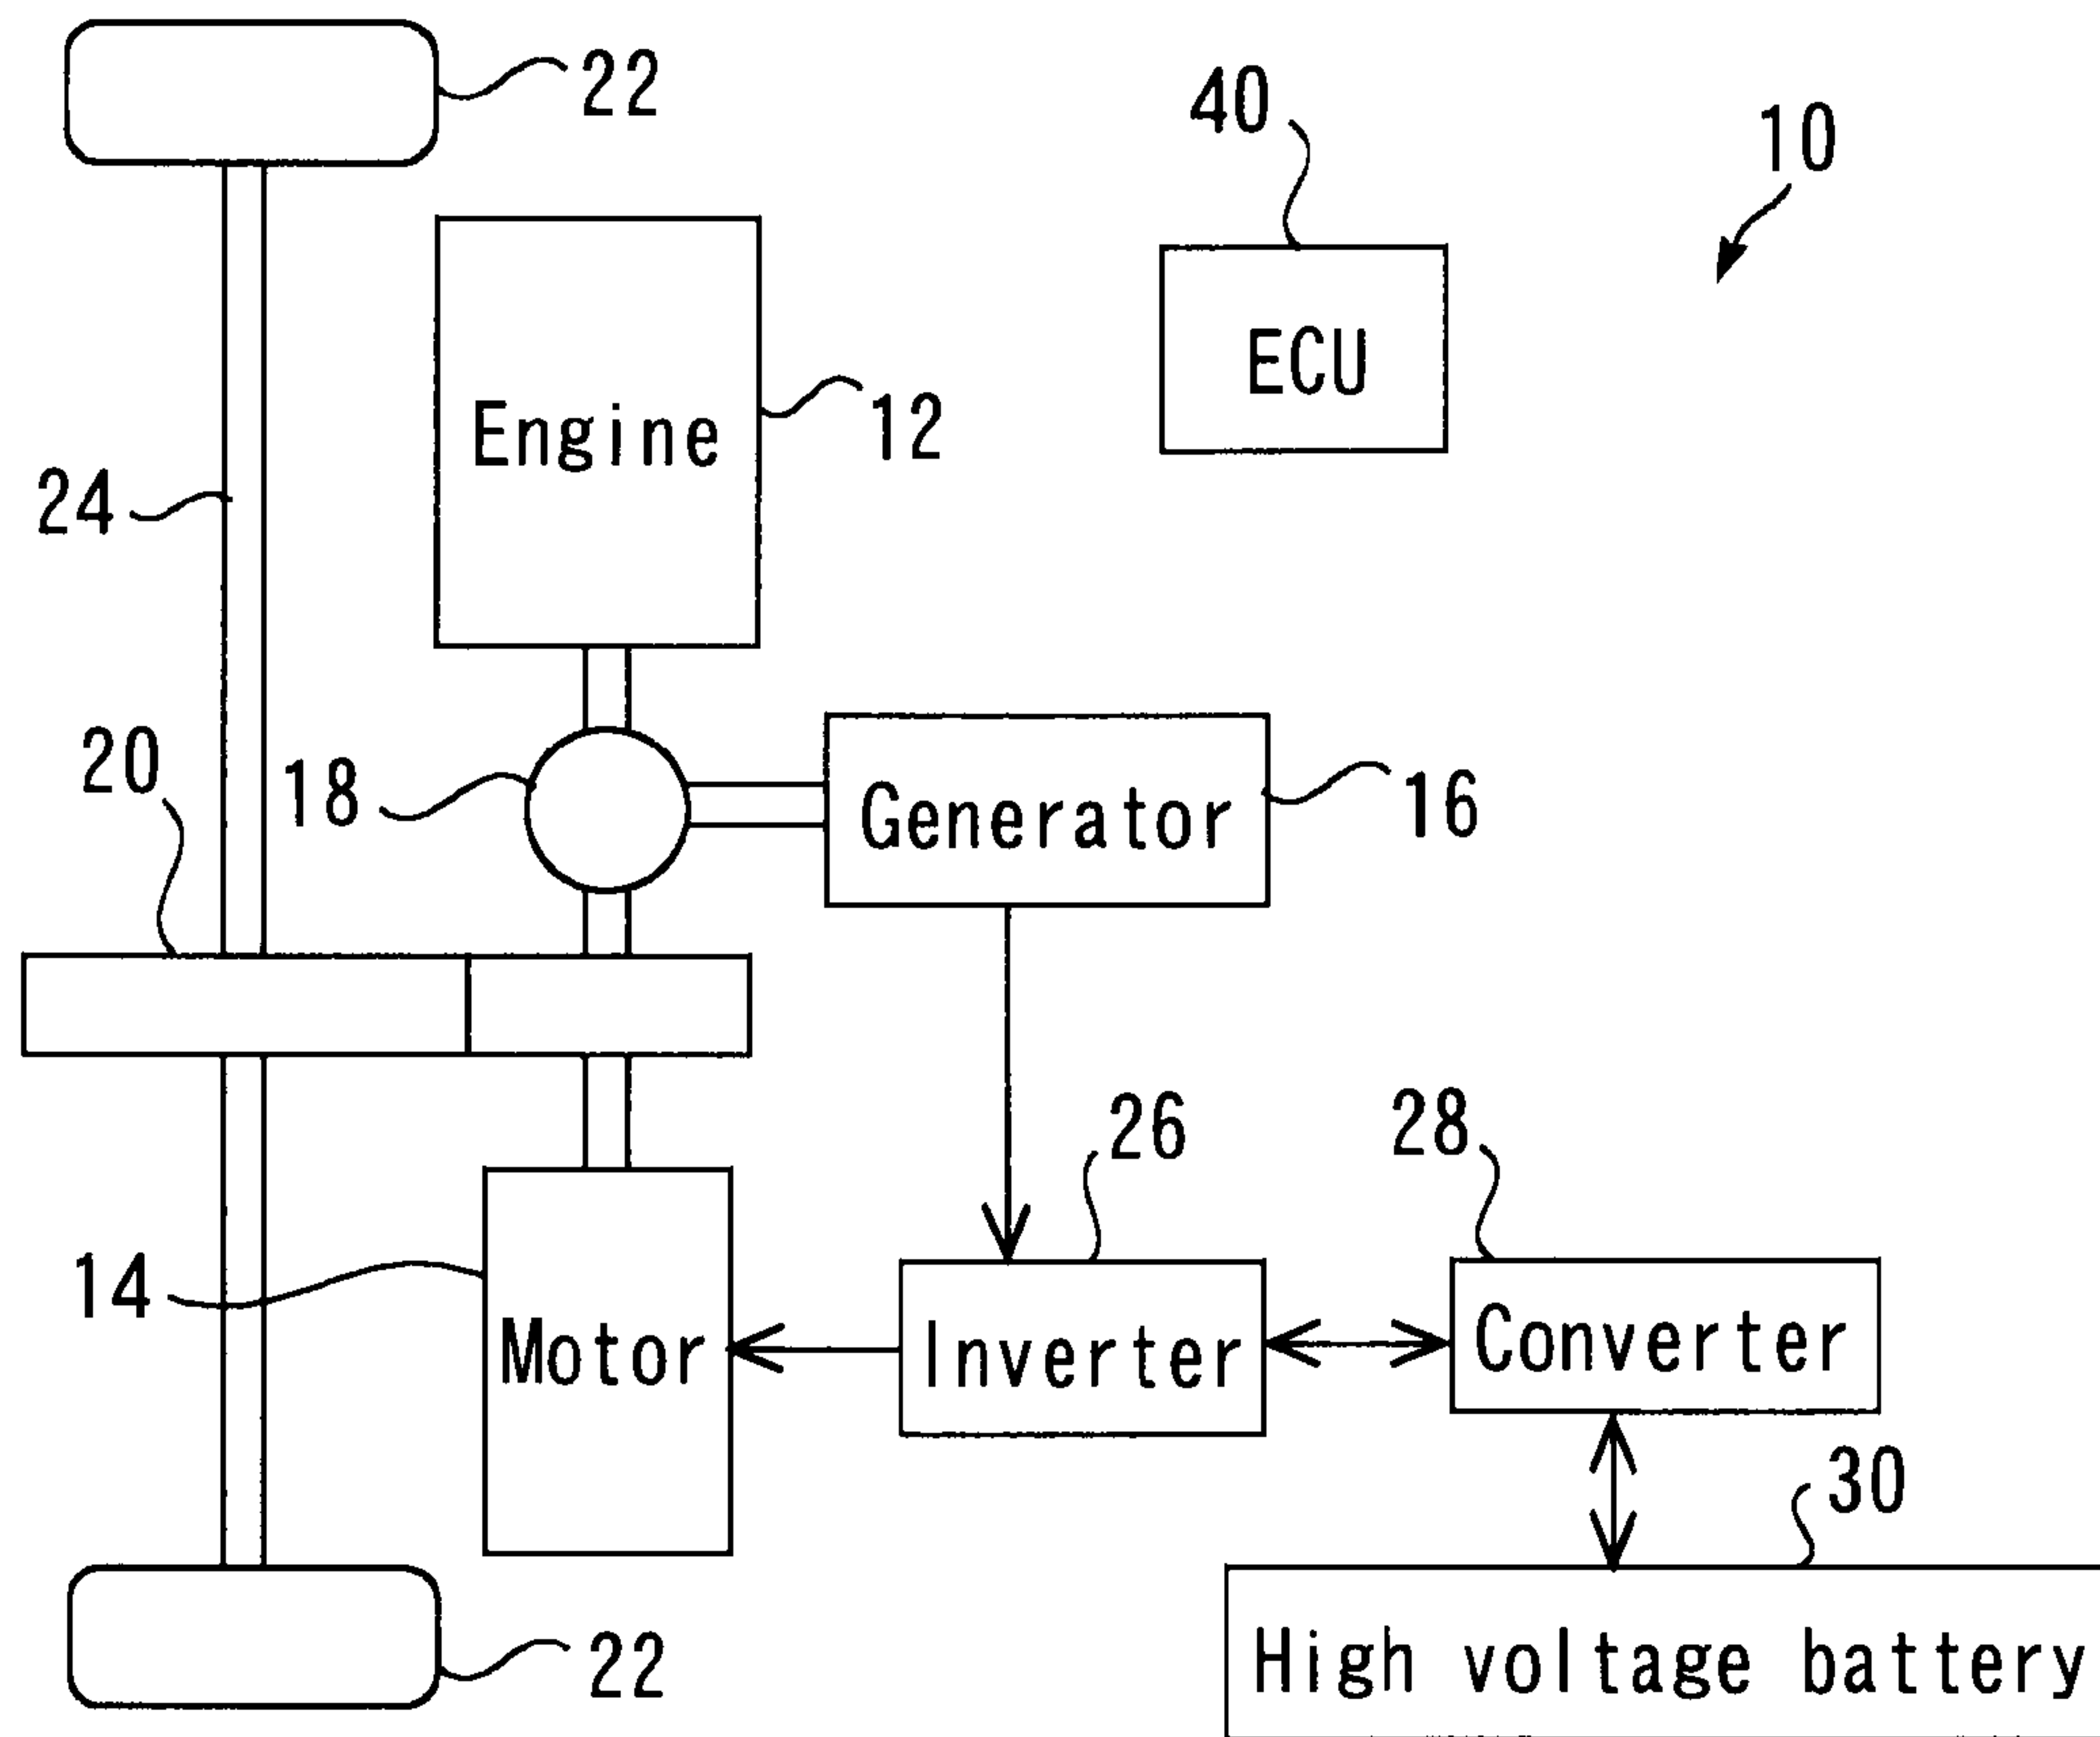 22
40
10
Engine
12
ECU
24
20
18
Generator
16
26
28
14
Motor
Inverter
Converter
30
22
High voltage battery